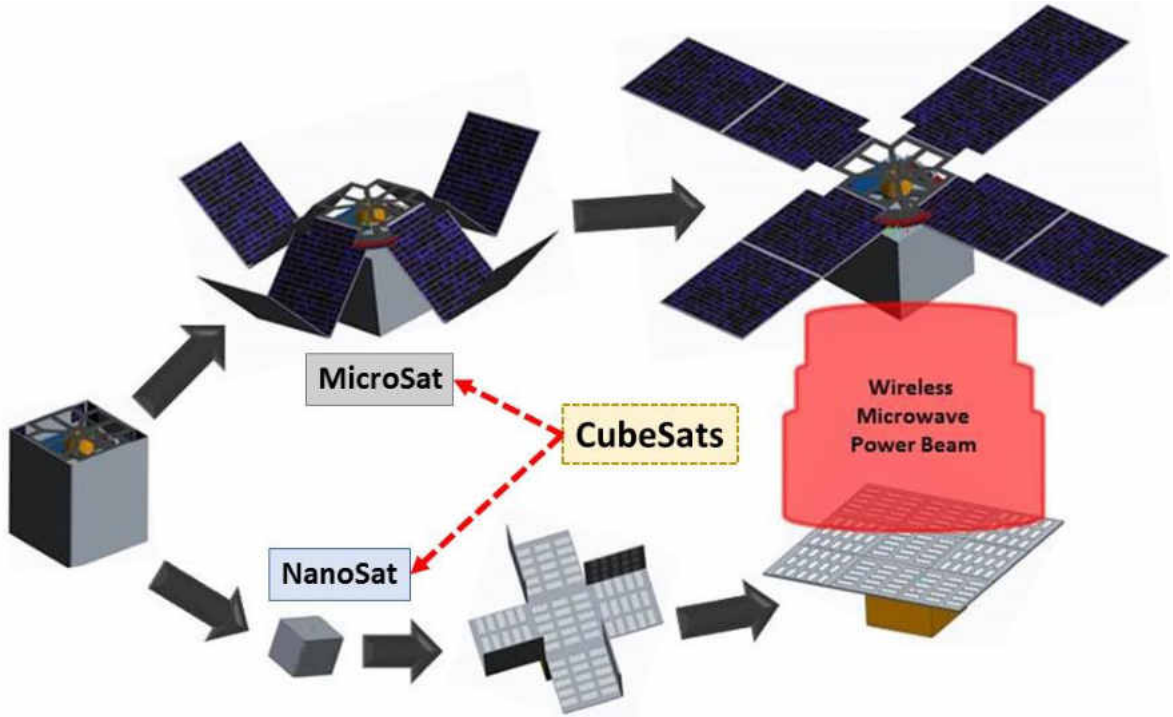 MicroSat
CubeSats
Wireless
Microwave
Power Beam
NanoSat